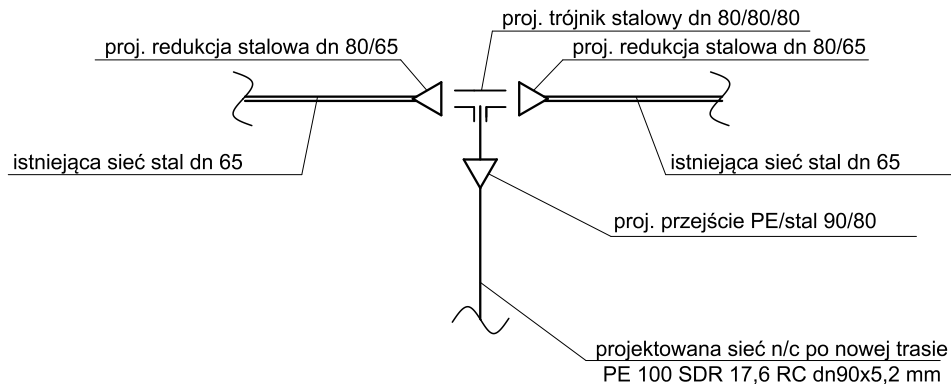 proj. trójnik stalowy dn 80/80/80
proj. redukcja stalowa dn 80/65
proj. redukcja stalowa dn 80/65
istniejąca sieć stal dn 65
istniejąca sieć stal dn 65
proj. przejście PE/stal 90/80
projektowana sieć n/c po nowej trasie
PE 100 SDR 17,6 RC dn90x5,2 mm